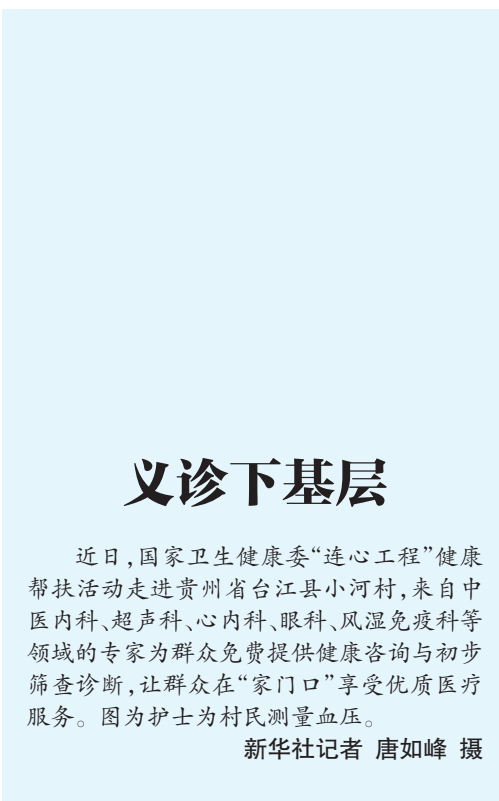 义诊下基层
近日,国家卫生健康委“连心工程”健康
帮扶活动走进贵州省台江县小河村,来自中
医内科、超声科、心内科、眼科、风湿免疫科等
领域的专家为群众免费提供健康咨询与初步
筛查诊断,让群众在“家门口”享受优质医疗
服务。图为护士为村民测量血压。
新华社记者 唐如峰 摄